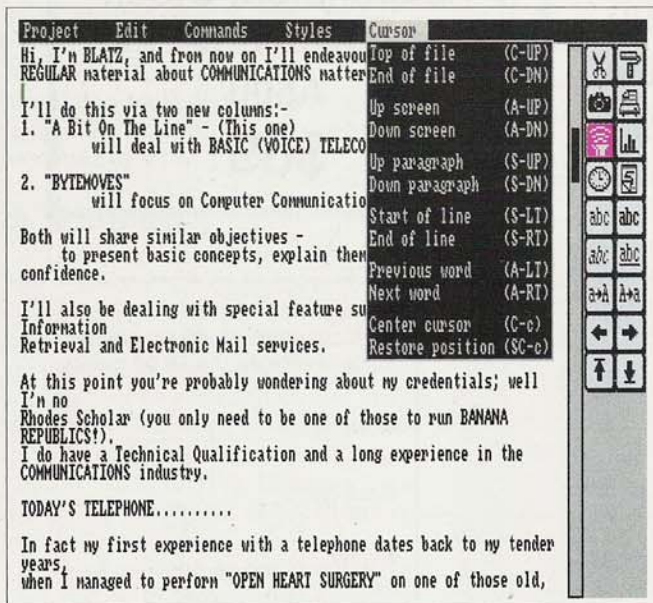 Project Edit Commands Styles Cursor
Hi, I'm BLATZ, and from now on I'll endeavou
REGULAR material about COMMUNICATIONS matter
I'll do this via two new columns:-
1. "A Bit On The Line" - (This one)
will deal with BASIC (VOICE) TELECO
2. "BYTEMOVES"
will focus on Computer Communicatio
Both will share similar objectives -
to present basic concepts, explain them
confidence.
I'll also be dealing with special feature su
Information
Retrieval and Electronic Mail services.
At this point you're probably wondering about my credentials; well
I'm no
Rhodes Scholar (you only need to be one of those to run BANANA
REPUBLICS!).
I do have a Technical Qualification and a long experience in the
COMMUNICATIONS industry.
TODAY'S TELEPHONE..........
In fact my first experience with a telephone dates back to my tender
years,
when I managed to perform "OPEN HEART SURGERY" on one of those old,
Top of file (C-UP)
End of file (C-DN)
Up screen (A-UP)
Down screen (A-DN)
Up paragraph (S-UP)
Down paragraph (S-DN)
Start of line (S-LT)
End of line (S-RT)
Previous word (A-LT)
Next word (A-RT)
Center cursor (C-c)
Restore position (SC-c)
abc abc
abc abc
a→A A→a